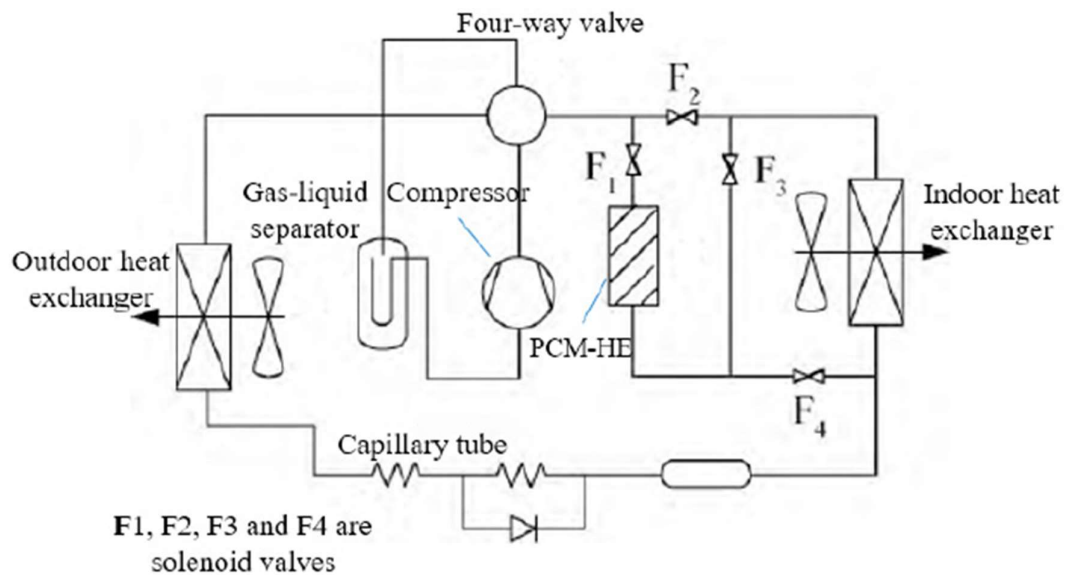 Four-way valve
F2
F1
F3
Gas-liquid
separator
Compressor
Indoor heat
exchanger
Outdoor heat
exchanger
PCM-HE
F4
Capillary tube
F1, F2, F3 and F4 are
solenoid valves